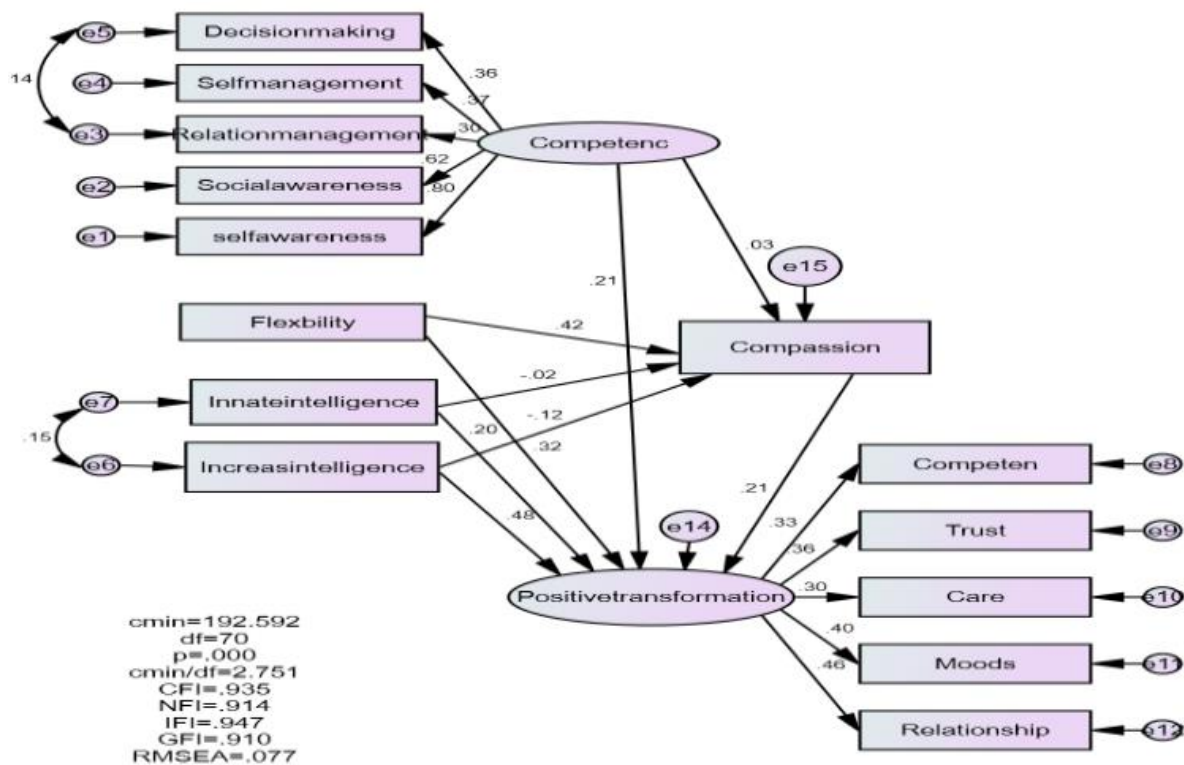 e5
Decisionmaking
.36
14
e4
Selfmanagement
.37
e3
Relationmanagement
.30
Competenc
e2
Socialawareness
.62
e1
selfawareness
.80
.03
e15
.21
Flexbility
.42
Compassion
e7
Innateintelligence
-.02
.15
e6
Increasintelligence
.20
-.12
.32
Competen
e8
.48
e14
.21
.33
Trust
e9
.36
Positivetransformation
.30
Care
e10
.40
Moods
e11
.46
Relationship
e12
cmin=192.592
df=70
p=.000
cmin/df=2.751
CFI=.935
NFI=.914
IFI=.947
GFI=.910
RMSEA=.077